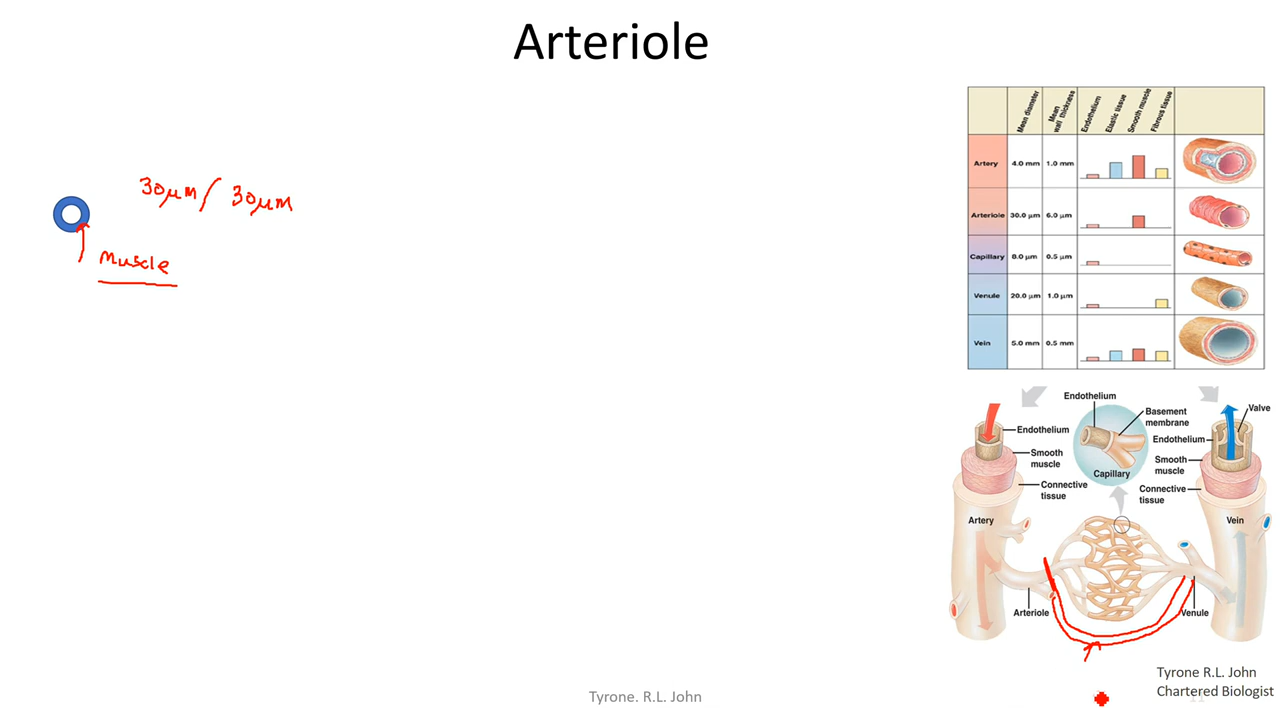 Arteriole
30μm/ 30μm
Muscle
Mean diameter
Mean wall thickness
Endothelium
Elastic tissue
Smooth muscle
Fibrous tissue
Artery 4.0 mm 1.0 mm
Arteriole 30.0 μm 6.0 μm
Capillary 8.0 μm 0.5 μm
Venule 20.0 μm 1.0 μm
Vein 5.0 mm 0.5 mm
Endothelium
Basement
membrane
Capillary
Endothelium
Smooth
muscle
Connective
tissue
Artery
Arteriole
Valve
Endothelium
Smooth
muscle
Connective
tissue
Vein
Venule
Tyrone. R.L. John
Tyrone R.L. John
Chartered Biologist